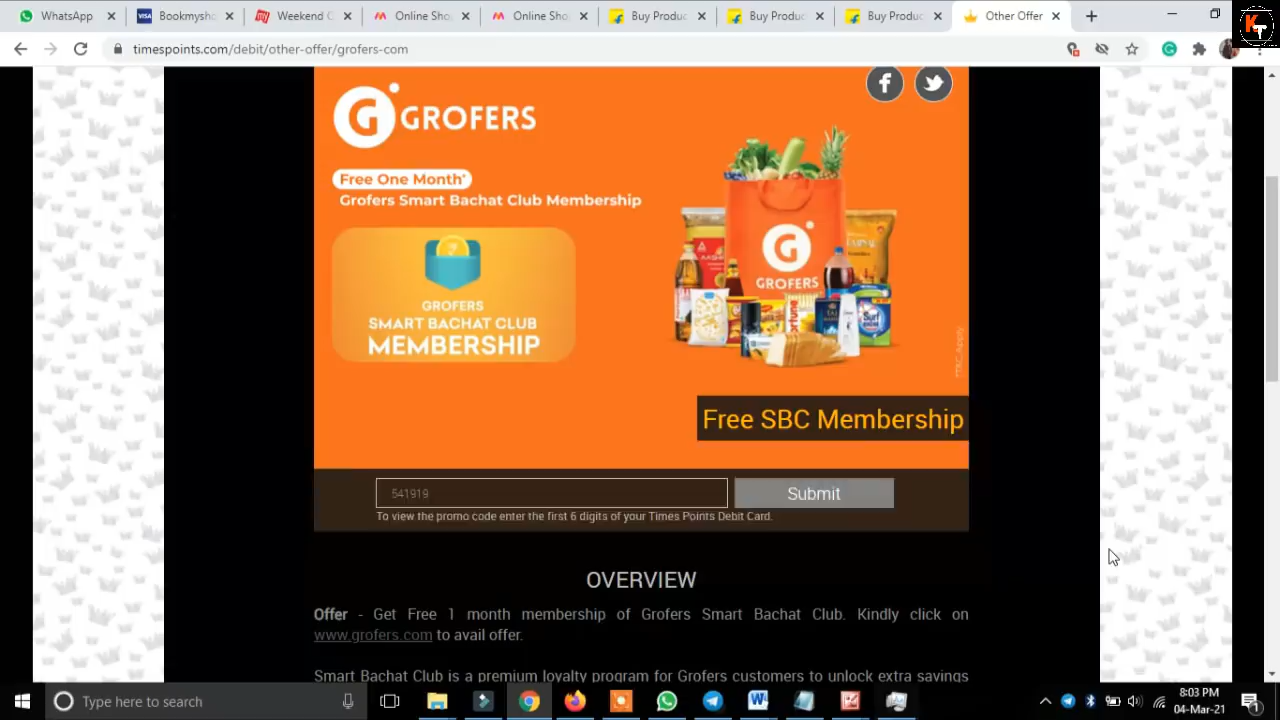 WhatsApp
Bookmysh
Weekend
Online Sho
Online Sho
Buy Produc
Buy Produ
Buy Produc
Other Offer
KT
timespoints.com/debit/other-offer/grofers-com
GROFERS
Free One Month*
Grofers Smart Bachat Club Membership
GROFERS
SMART BACHAT CLUB
MEMBERSHIP
GROFERS
*T&C Apply
Free SBC Membership
541919
Submit
To view the promo code enter the first 6 digits of your Times Points Debit Card.
OVERVIEW
Offer - Get Free 1 month membership of Grofers Smart Bachat Club. Kindly click on
www.grofers.com to avail offer.
Smart Bachat Club is a premium loyalty program for Grofers customers to unlock extra savings
Type here to search
8:03 PM
04-Mar-21